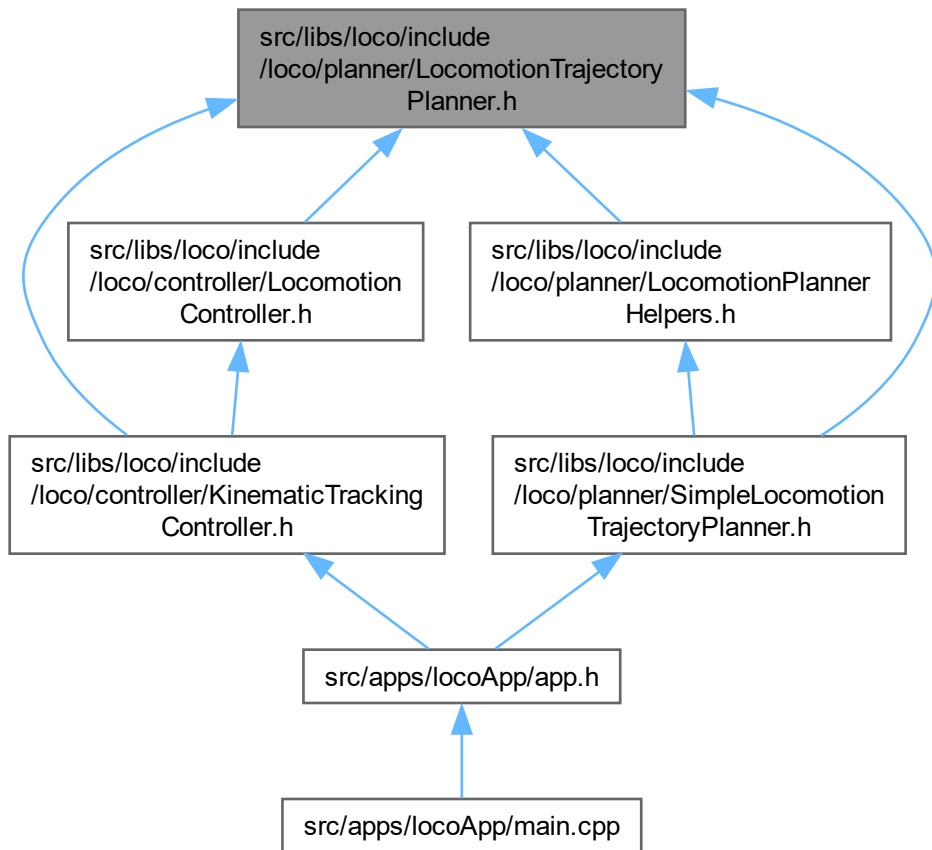 src/libs/loco/include
/loco/planner/LocomotionTrajectory
Planner.h
src/libs/loco/include
/loco/controller/Locomotion
Controller.h
src/libs/loco/include
/loco/planner/LocomotionPlanner
Helpers.h
src/libs/loco/include
/loco/controller/KinematicTracking
Controller.h
src/libs/loco/include
/loco/planner/SimpleLocomotion
TrajectoryPlanner.h
src/apps/locoApp/app.h
src/apps/locoApp/main.cpp